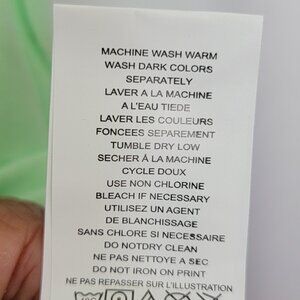 MACHINE WASH WARM
WASH DARK COLORS
SEPARATELY
LAVER A LA MACHINE
A L'EAU TIEDE
LAVER LES COULEURS
FONCEES SEPAREMENT
TUMBLE DRY LOW
SECHER À LA MACHINE
CYCLE DOUX
USE NON CHLORINE
BLEACH IF NECESSARY
UTILISEZ UN AGENT
DE BLANCHISSAGE
SANS CHLORE SI NECESSAIRE
DO NOTDRY CLEAN
NE PAS NETTOYE A SEC
DO NOT IRON ON PRINT
NE PAS REPASSER SUR L'ILLUSTRATION